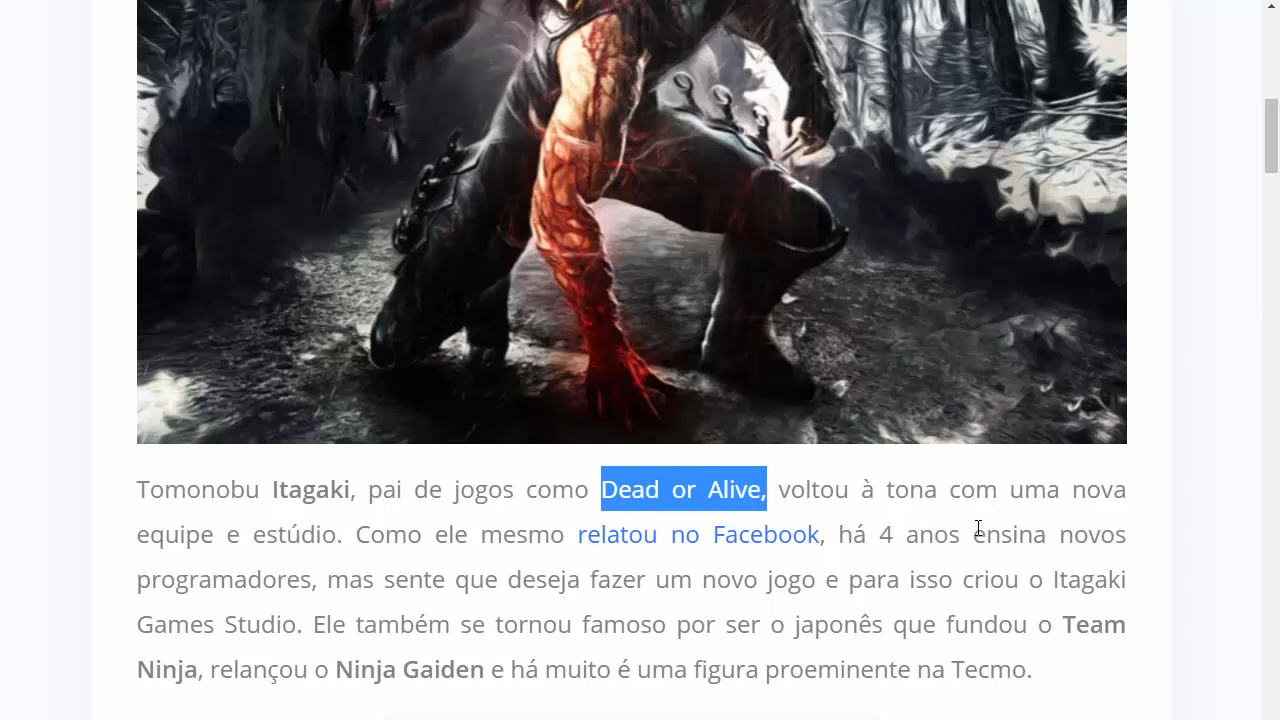 Tomonobu Itagaki, pai de jogos como Dead or Alive, voltou à tona com uma nova
equipe e estúdio. Como ele mesmo relatou no Facebook, há 4 anos ensina novos
programadores, mas sente que deseja fazer um novo jogo e para isso criou o Itagaki
Games Studio. Ele também se tornou famoso por ser o japonês que fundou o Team
Ninja, relançou o Ninja Gaiden e há muito é uma figura proeminente na Tecmo.